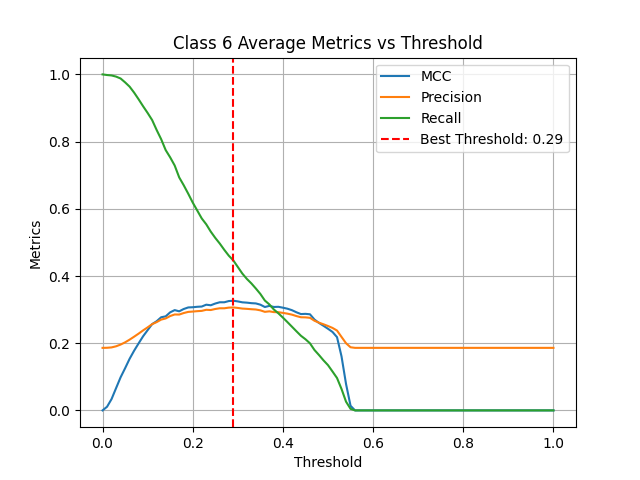 Class 6 Average Metrics vs Threshold
MCC
Precision
Recall
Best Threshold: 0.29
Metrics
1.0
0.8
0.6
0.4
0.2
0.0
0.0 0.2 0.4 0.6 0.8 1.0
Threshold